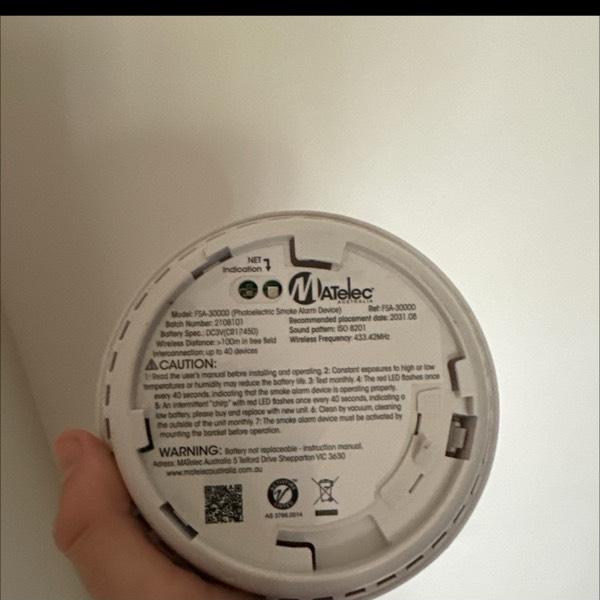 NET
Indication
MATelec
AUSTRALIA
Model: FSA-30000 (Photoelectric Smoke Alarm Device) Ref: FSA-30000
Batch Number: 2108101 Recommended placement date: 2031.08
Battery Spec.: DC3V(CR17450) Sound pattern: ISO 8201
Wireless Distance: >100m in free field Wireless Frequency: 433.42MHz
Interconnection: up to 40 devices
CAUTION:
1: Read the user's manual before installing and operating. 2: Constant exposures to high or low
temperatures or humidity may reduce the battery life. 3: Test monthly. 4: The red LED flashes once
every 40 seconds, indicating that the smoke alarm device is operating properly.
5: An intermittent "chirp" with red LED flashes once every 40 seconds, indicating a
low battery, please buy and replace with new unit. 6: Clean by vacuum, cleaning
the outside of the unit monthly. 7: The smoke alarm device must be activated by
mounting the bracket before operation.
WARNING: Battery not replaceable - instruction manual.
Adress: MATelec Australia 5 Telford Drive Shepparton VIC 3630
www.matelecaustralia.com.au
AS 3786:2014